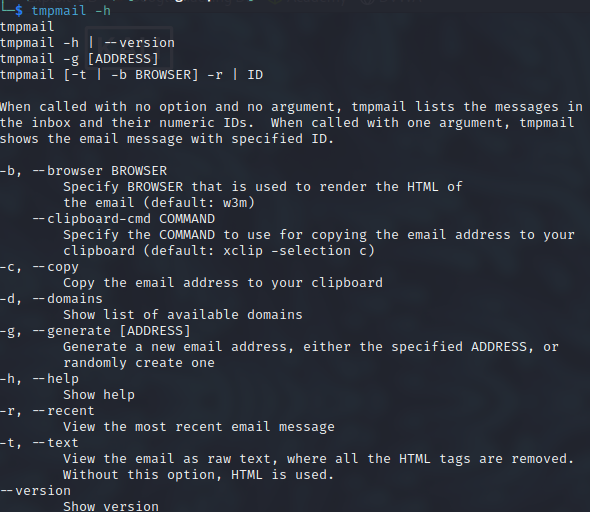 └─$ tmpmail -h
tmpmail
tmpmail -h | --version
tmpmail -g [ADDRESS]
tmpmail [-t | -b BROWSER] -r | ID

When called with no option and no argument, tmpmail lists the messages in
the inbox and their numeric IDs.  When called with one argument, tmpmail
shows the email message with specified ID.

-b, --browser BROWSER
        Specify BROWSER that is used to render the HTML of
        the email (default: w3m)
    --clipboard-cmd COMMAND
        Specify the COMMAND to use for copying the email address to your
        clipboard (default: xclip -selection c)
-c, --copy
        Copy the email address to your clipboard
-d, --domains
        Show list of available domains
-g, --generate [ADDRESS]
        Generate a new email address, either the specified ADDRESS, or
        randomly create one
-h, --help
        Show help
-r, --recent
        View the most recent email message
-t, --text
        View the email as raw text, where all the HTML tags are removed.
        Without this option, HTML is used.
--version
        Show version